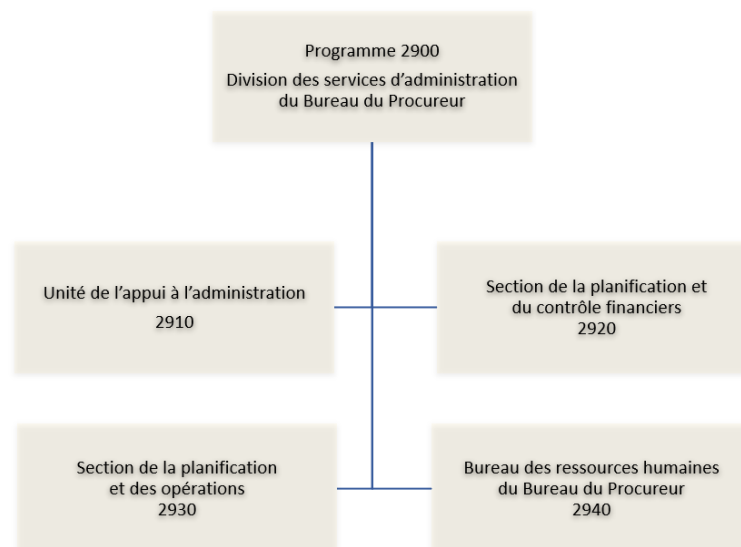 Programme 2900
Division des services d’administration
du Bureau du Procureur
Unité de l’appui à l’administration
2910
Section de la planification et
du contrôle financiers
2920
Section de la planification
et des opérations
2930
Bureau des ressources humaines
du Bureau du Procureur
2940